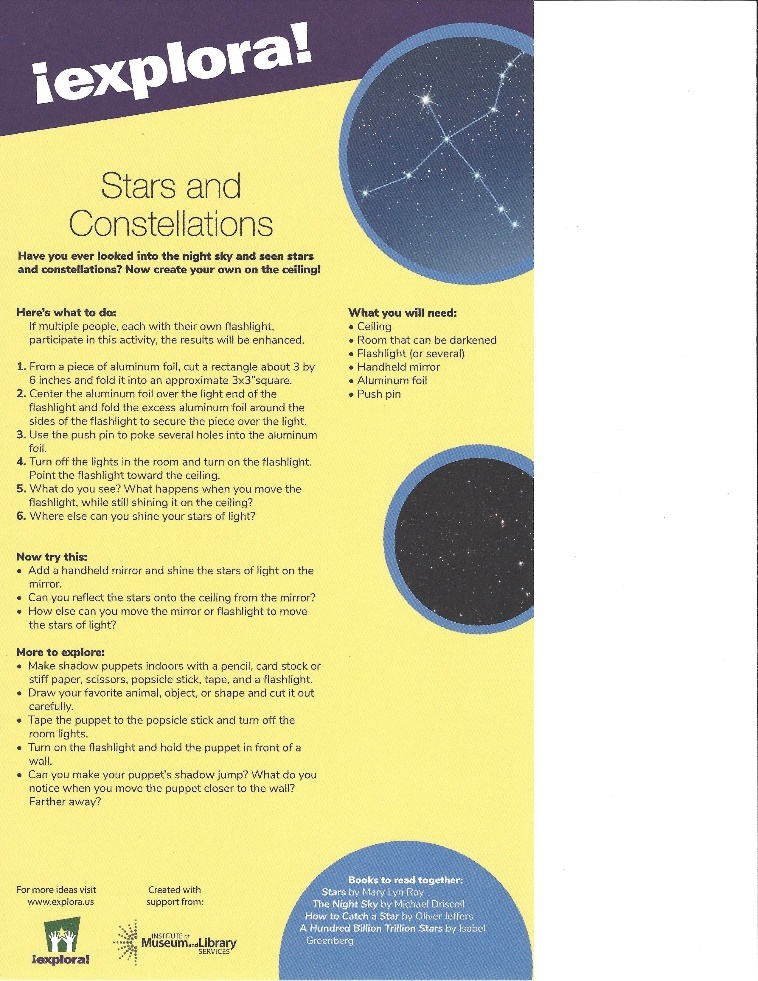 ¡explora!
Stars and
Constellations
Have you ever looked into the night sky and seen stars
and constellations? Now create your own on the ceiling!
Here's what to do:
If multiple people, each with their own flashlight,
participate in this activity, the results will be enhanced.
1. From a piece of aluminum foil, cut a rectangle about 3 by
6 inches and fold it into an approximate 3x3"square.
2. Center the aluminum foil over the light end of the
flashlight and fold the excess aluminum foil around the
sides of the flashlight to secure the piece over the light.
3. Use the push pin to poke several holes into the aluminum
foil.
4. Turn off the lights in the room and turn on the flashlight.
Point the flashlight toward the ceiling.
5. What do you see? What happens when you move the
flashlight, while still shining it on the ceiling?
6. Where else can you shine your stars of light?
Now try this:
• Add a handheld mirror and shine the stars of light on the
mirror.
• Can you reflect the stars onto the ceiling from the mirror?
• How else can you move the mirror or flashlight to move
the stars of light?
More to explore:
• Make shadow puppets indoors with a pencil, card stock or
stiff paper, scissors, popsicle stick, tape, and a flashlight.
• Draw your favorite animal, object, or shape and cut it out
carefully.
• Tape the puppet to the popsicle stick and turn off the
room lights.
• Turn on the flashlight and hold the puppet in front of a
wall.
• Can you make your puppet's shadow jump? What do you
notice when you move the puppet closer to the wall?
Farther away?
What you will need:
• Ceiling
• Room that can be darkened
• Flashlight (or several)
• Handheld mirror
• Aluminum foil
• Push pin
For more ideas visit
www.explora.us
¡explora!
Created with
support from:
INSTITUTE of
Museum and Library
SERVICES
Books to read together:
Stars by Mary Lyn Ray
The Night Sky by Michael Driscoll
How to Catch a Star by Oliver Jeffers
A Hundred Billion Trillion Stars by Isabel
Greenberg